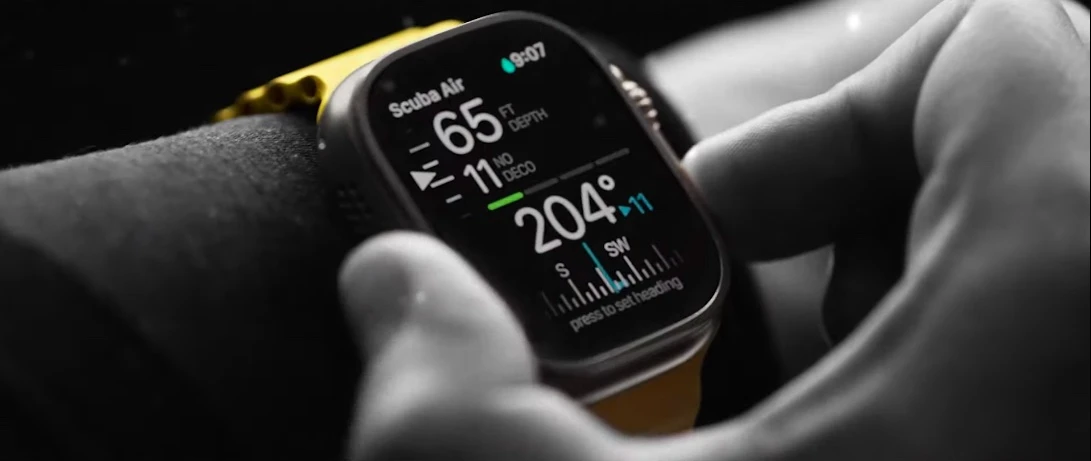 9:07
Scuba Air
65 FT DEPTH
11 NO DECO
204° ▸11
S SW
press to set heading